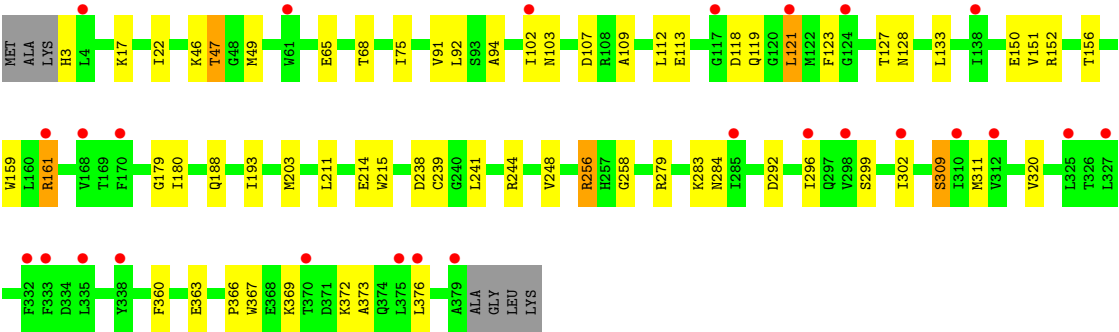 MET ALA LYS H3 L4 K17 I22 K46 T47 G48 M49 W61 E65 T68 I75 V91 L92 S93 A94 I102 N103 D107 R108 A109 L112 E113 G117 D118 Q119 G120 L121 M122 F123 G124 T127 N128 L133 I138 E150 V151 R152 T156
W159 L160 R161 V168 T169 F170 G179 I180 Q188 I193 M203 L211 E214 W215 D238 C239 G240 L241 R244 V248 R256 H257 G258 R279 K283 N284 I285 D292 I296 Q297 V298 S299 I302 S309 I310 M311 V312 V320 L325 T326 L327
F332 F333 D334 L335 Y338 F360 E363 P366 W367 E368 K369 T370 D371 K372 A373 Q374 L375 L376 A379 ALA GLY LEU LYS